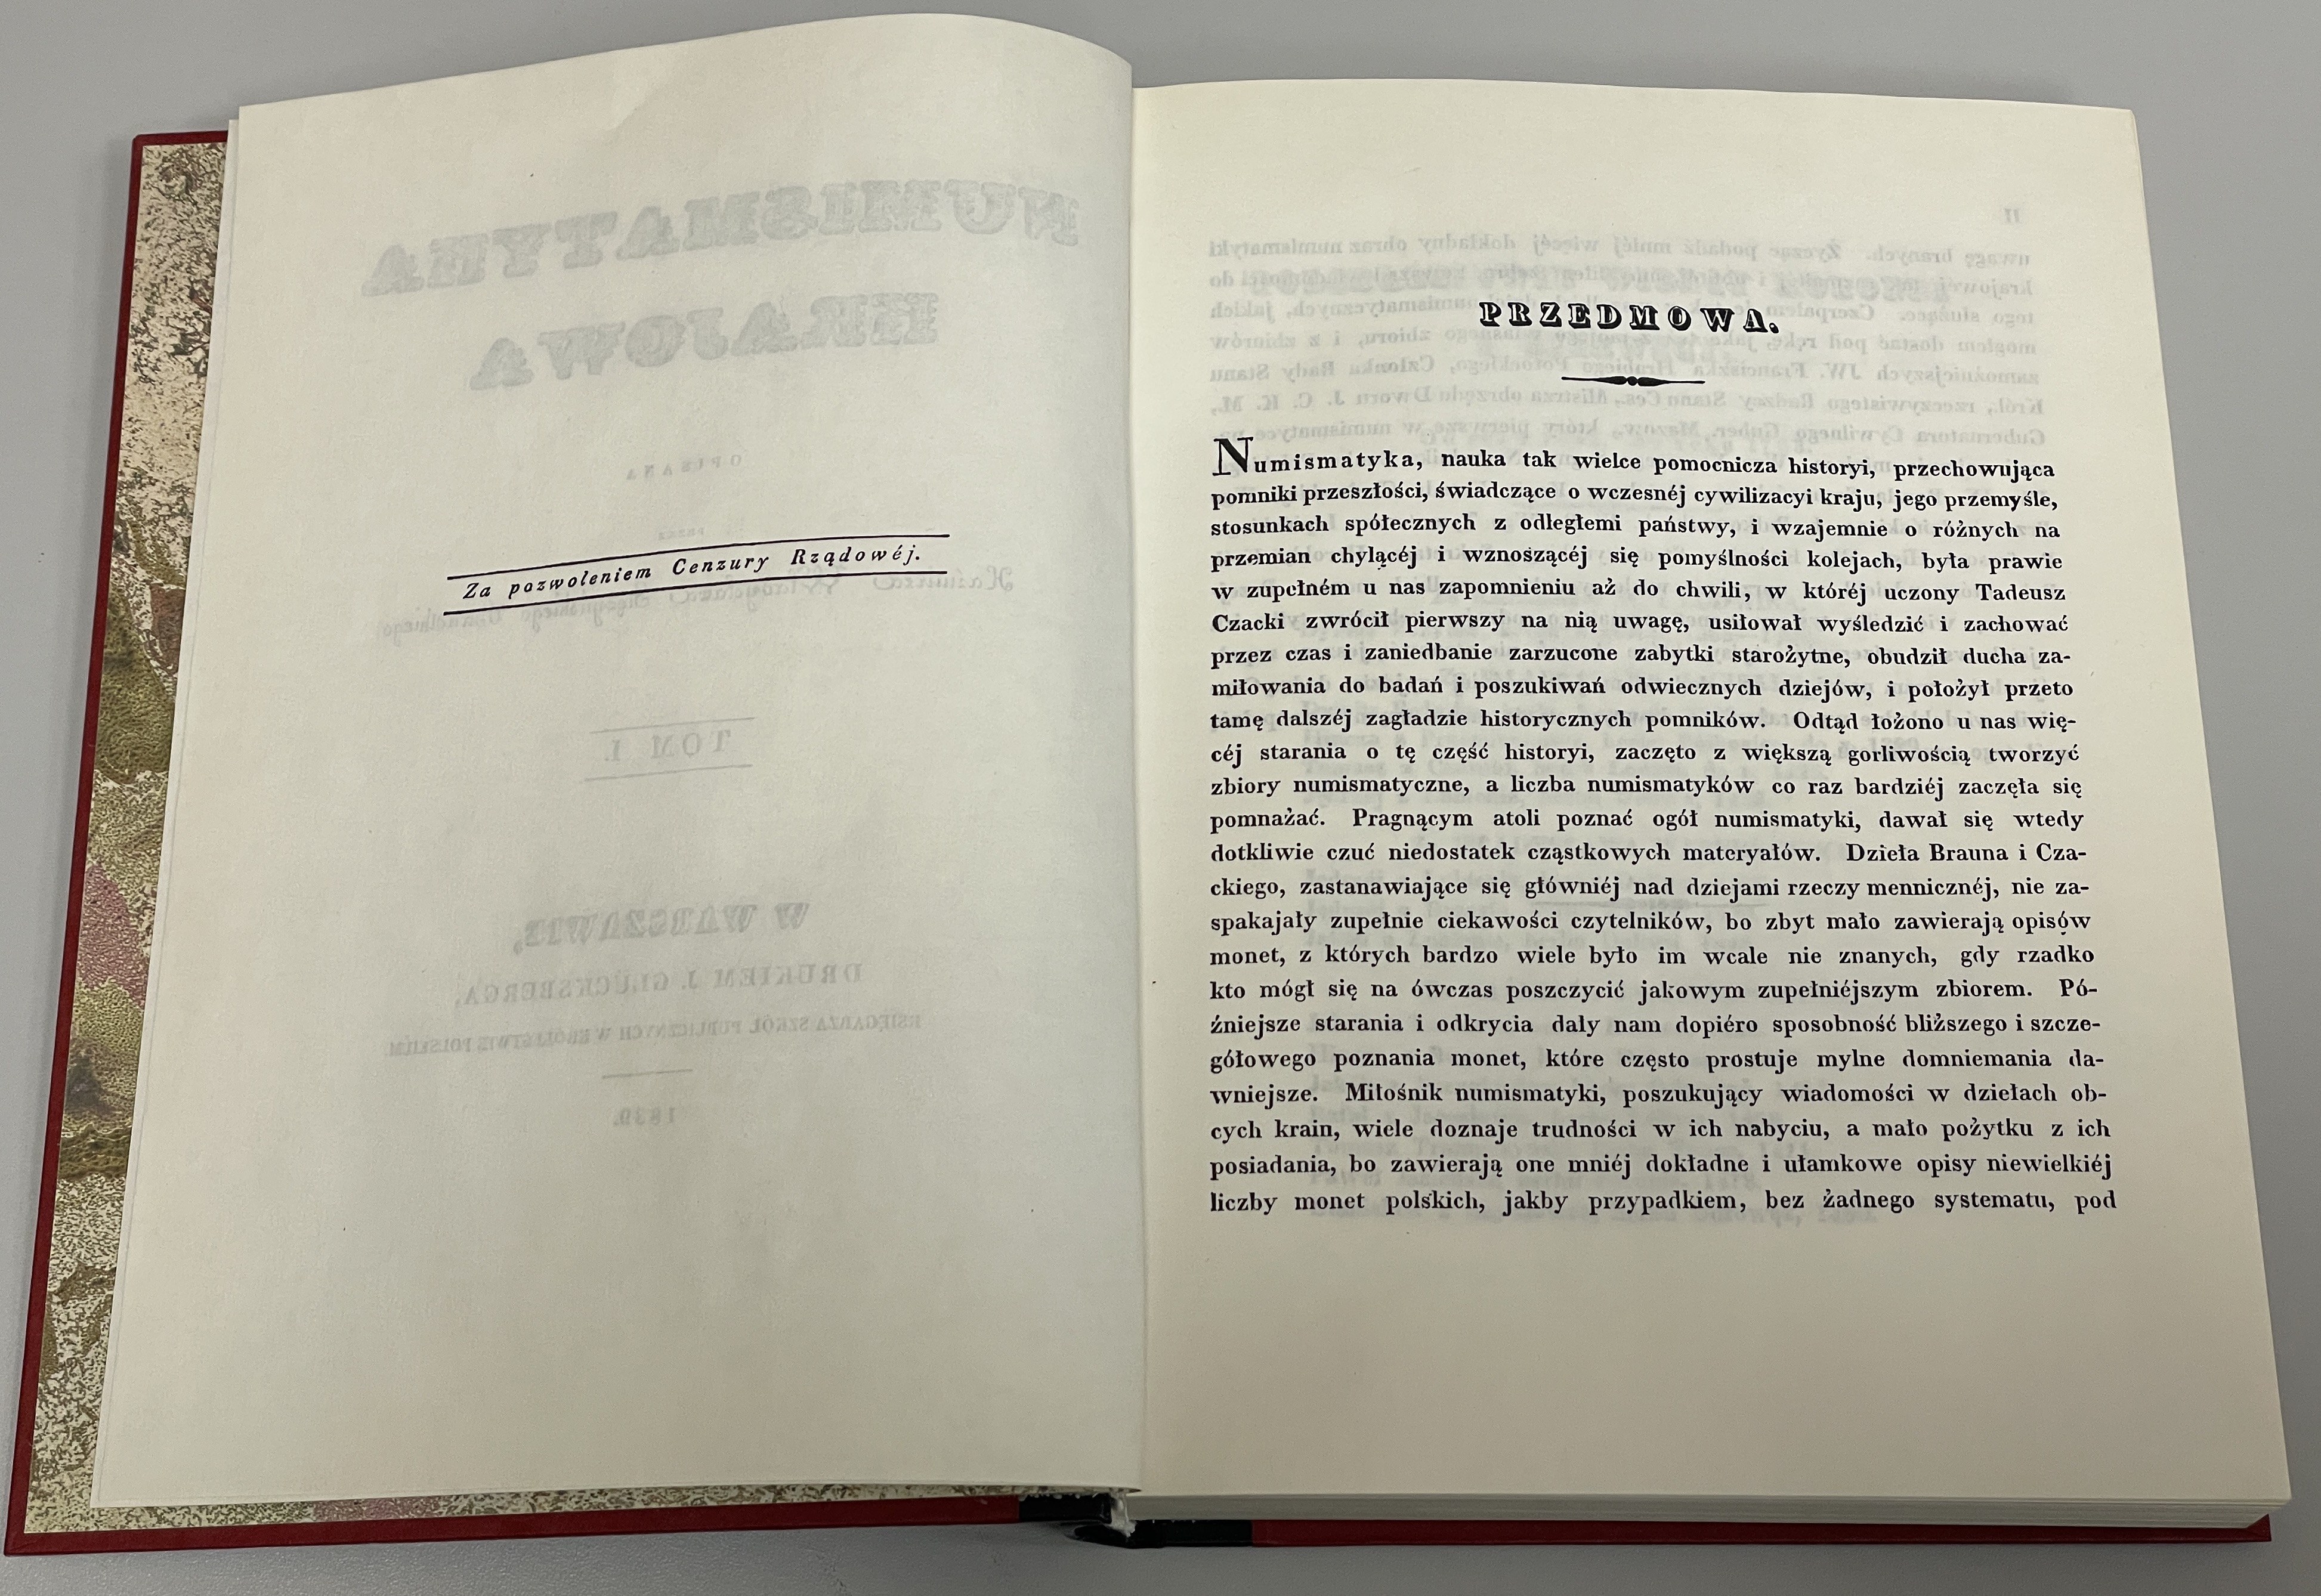 Za pozwoleniem Cenzury Rządowéj.
PRZEDMOWA.
Numismatyka, nauka tak wielce pomocnicza historyi, przechowująca
pomniki przeszłości, świadczące o wczesnéj cywilizacyi kraju, jego przemyśle,
stosunkach spółecznych z odległemi państwy, i wzajemnie o różnych na
przemian chylącéj i wznoszącéj się pomyślności kolejach, była prawie
w zupełném u nas zapomnieniu aż do chwili, w któréj uczony Tadeusz
Czacki zwrócił pierwszy na nią uwagę, usiłował wyśledzić i zachować
przez czas i zaniedbanie zarzucone zabytki starożytne, obudził ducha za-
miłowania do badań i poszukiwań odwiecznych dziejów, i położył przeto
tamę dalszéj zagładzie historycznych pomników. Odtąd łożono u nas wię-
céj starania o tę część historyi, zaczęto z większą gorliwością tworzyć
zbiory numismatyczne, a liczba numismatyków co raz bardziéj zaczęła się
pomnażać. Pragnącym atoli poznać ogół numismatyki, dawał się wtedy
dotkliwie czuć niedostatek cząstkowych materyałów. Dzieła Brauna i Cza-
ckiego, zastanawiające się główniéj nad dziejami rzeczy mennicznéj, nie za-
spakajały zupełnie ciekawości czytelników, bo zbyt mało zawierają opisów
monet, z których bardzo wiele było im wcale nie znanych, gdy rzadko
kto mógł się na ówczas poszczycić jakowym zupełniéjszym zbiorem. Pó-
źniejsze starania i odkrycia dały nam dopiéro sposobność bliższego i szcze-
gółowego poznania monet, które często prostuje mylne domniemania da-
wniejsze. Miłośnik numismatyki, poszukujący wiadomości w dziełach ob-
cych krain, wiele doznaje trudności w ich nabyciu, a mało pożytku z ich
posiadania, bo zawierają one mniéj dokładne i ułamkowe opisy niewielkiéj
liczby monet polskich, jakby przypadkiem, bez żadnego systematu, pod